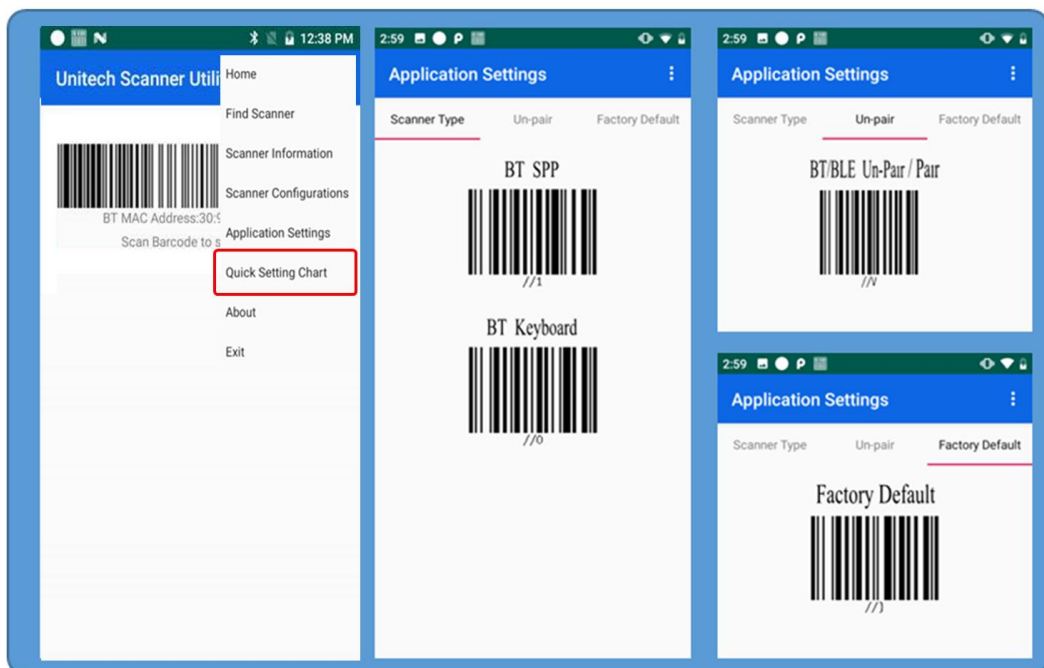 12:38 PM
Unitech Scanner Utili
Home
Find Scanner
Scanner Information
Scanner Configurations
BT MAC Address:30:9
Application Settings
Scan Barcode to s
Quick Setting Chart
About
Exit
2:59
Application Settings
Scanner Type Un-pair Factory Default
BT SPP
//1
BT Keyboard
//0
2:59
Application Settings
Scanner Type Un-pair Factory Default
BT/BLE Un-Pair / Pair
//V
2:59
Application Settings
Scanner Type Un-pair Factory Default
Factory Default
//)